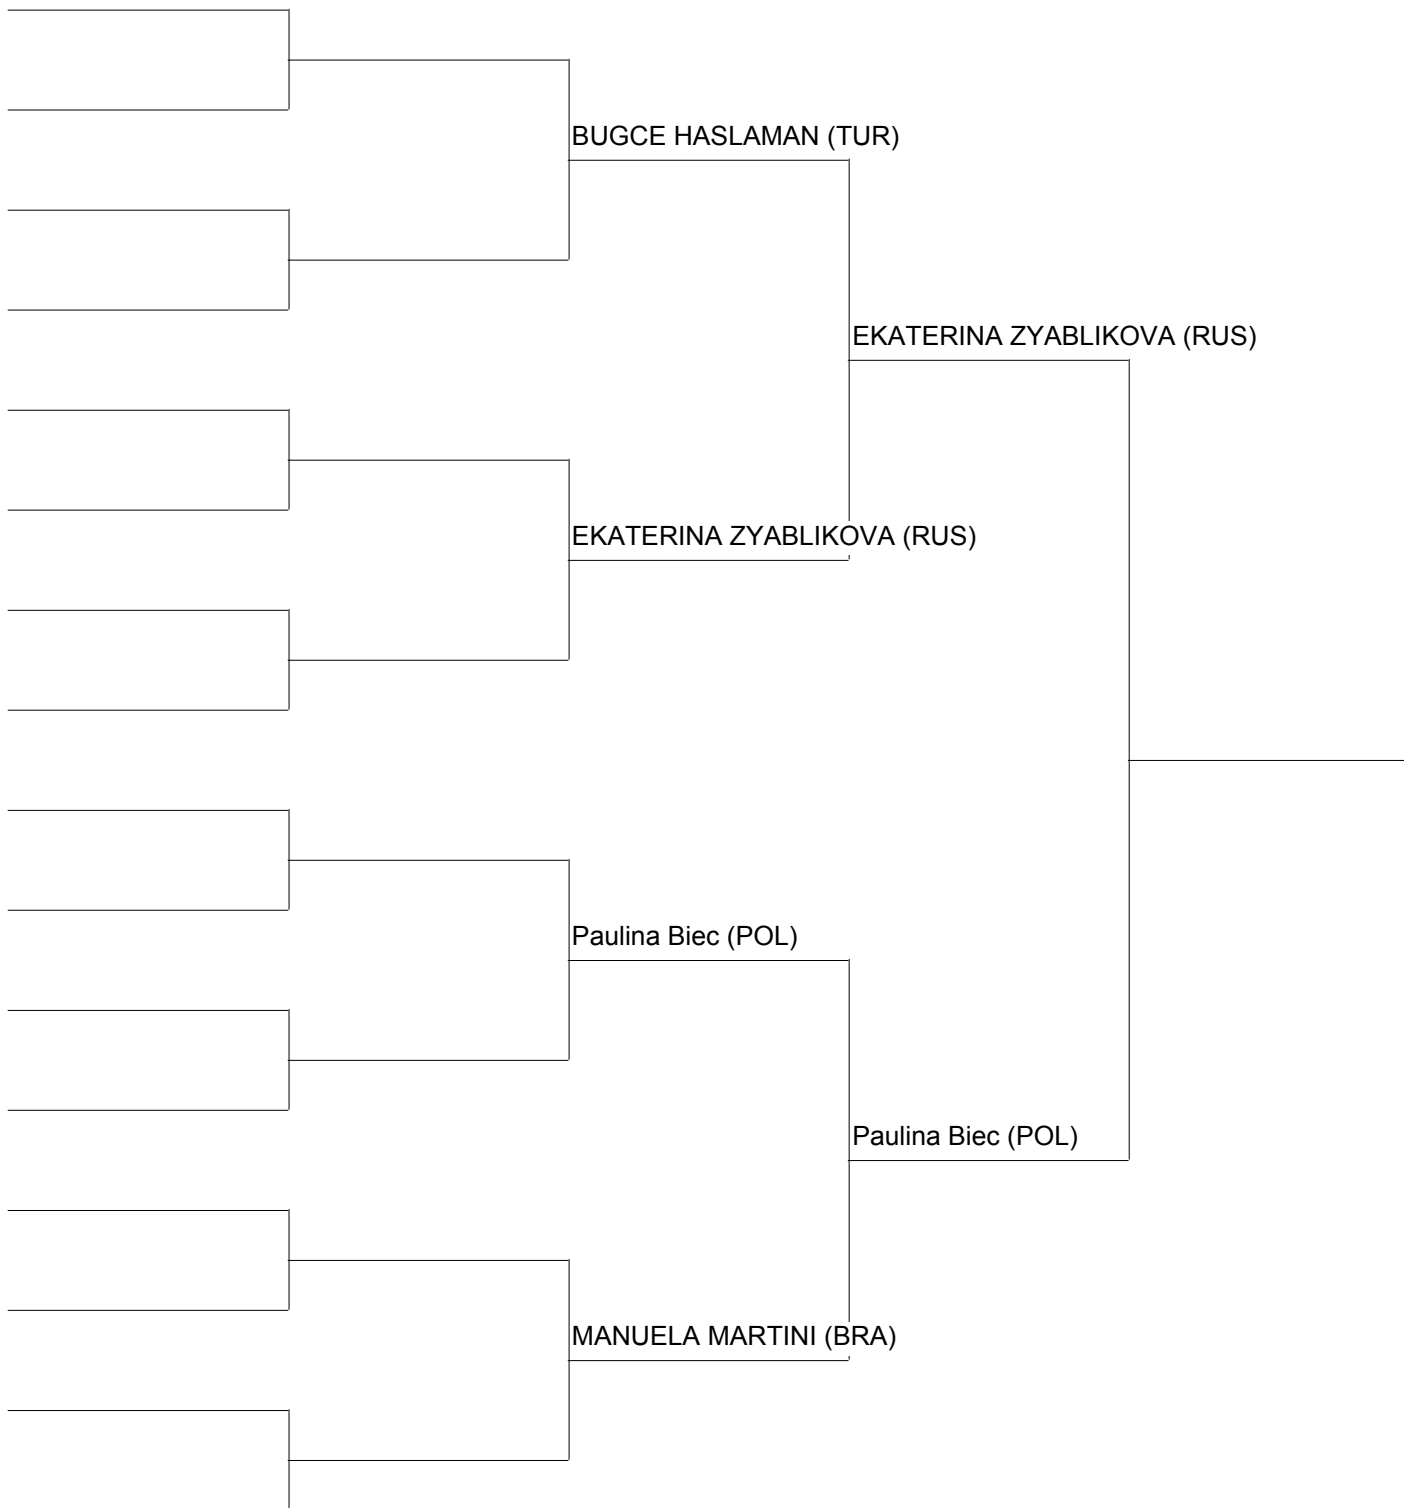 BUGCE HASLAMAN (TUR)
EKATERINA ZYABLIKOVA (RUS)
EKATERINA ZYABLIKOVA (RUS)
Paulina Biec (POL)
Paulina Biec (POL)
MANUELA MARTINI (BRA)